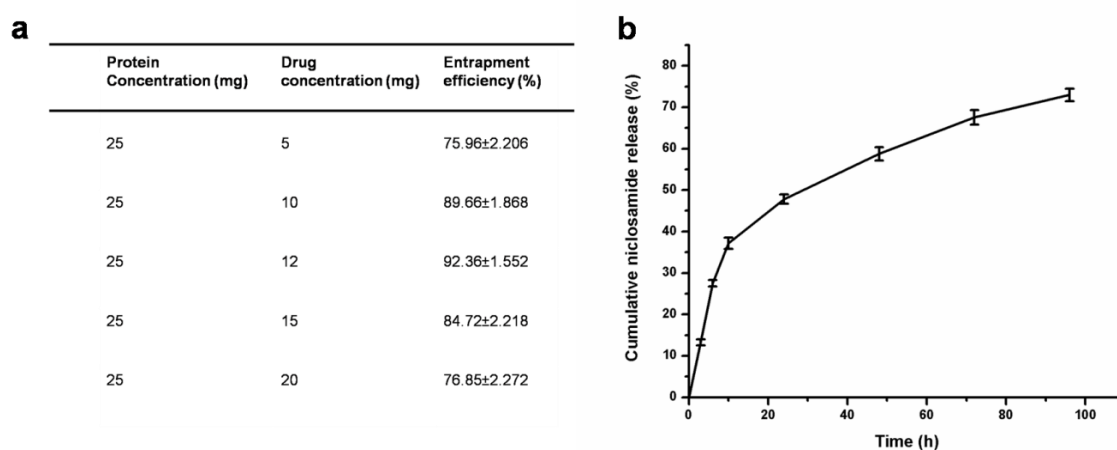 a
Protein Concentration (mg)
Drug concentration (mg)
Entrapment efficiency (%)
25 5 75.96±2.206
25 10 89.66±1.868
25 12 92.36±1.552
25 15 84.72±2.218
25 20 76.85±2.272
b
Cumulative niclosamide release (%)
80
70
60
50
40
30
20
10
0
0 20 40 60 80 100
Time (h)